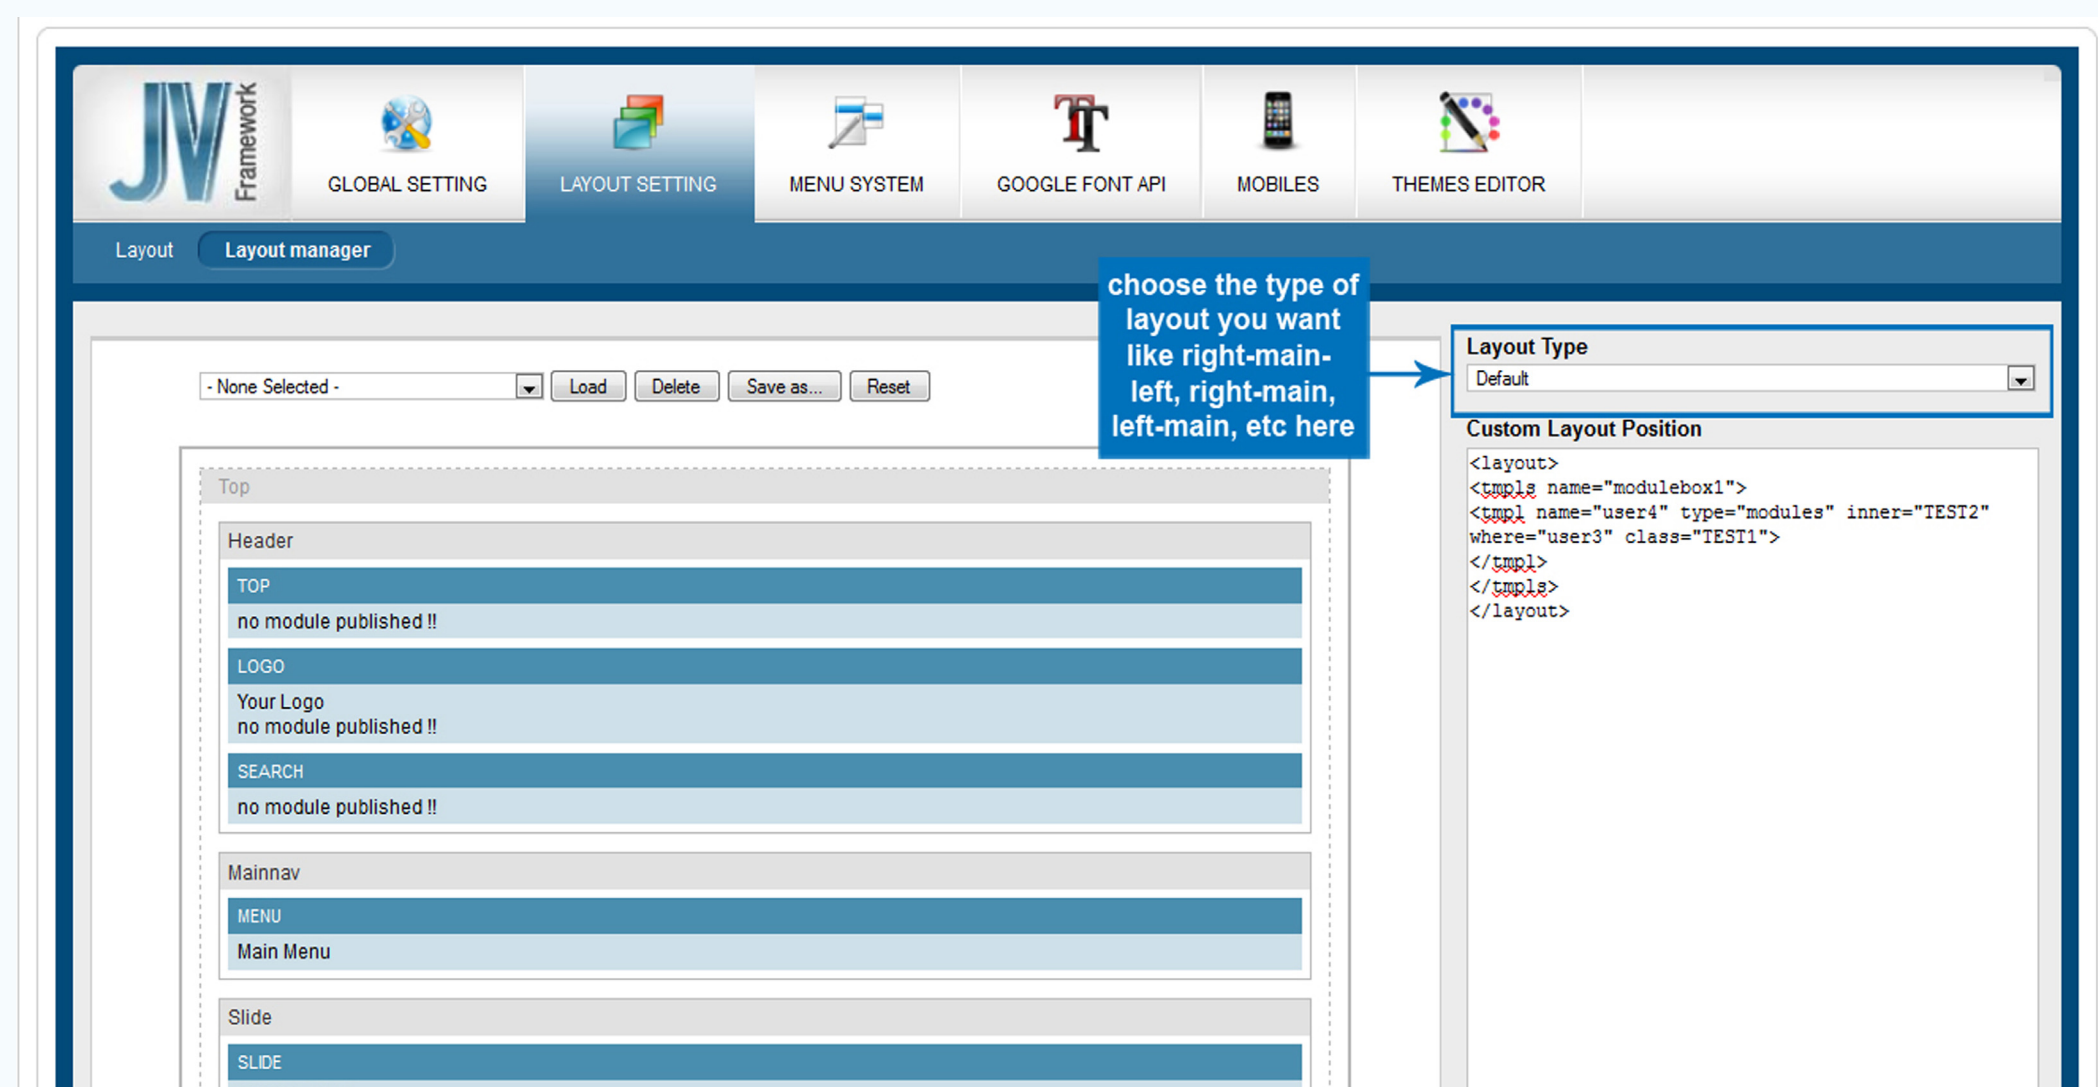 JV Framework
GLOBAL SETTING
LAYOUT SETTING
MENU SYSTEM
GOOGLE FONT API
MOBILES
THEMES EDITOR
Layout
Layout manager
choose the type of
layout you want
like right-main-
left, right-main,
left-main, etc here
- None Selected -
Load
Delete
Save as...
Reset
Layout Type
Default
Custom Layout Position
<layout>
<tmpls name="modulebox1">
<tmpl name="user4" type="modules" inner="TEST2"
where="user3" class="TEST1">
</tmpl>
</tmpls>
</layout>
Top
Header
TOP
no module published !!
LOGO
Your Logo
no module published !!
SEARCH
no module published !!
Mainnav
MENU
Main Menu
Slide
SLIDE